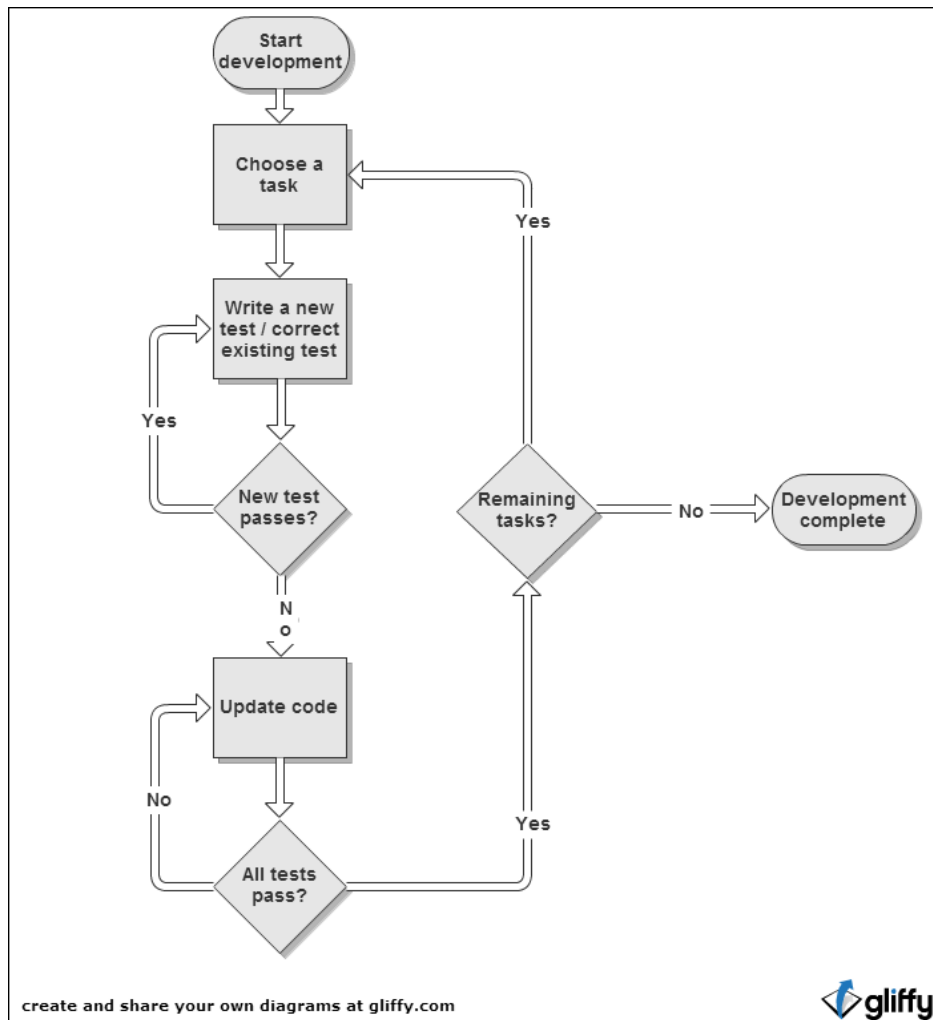 Start
development
Choose a
task
Yes
Write a new
test / correct
existing test
Yes
New test
passes?
Remaining
tasks?
No
Development
complete
N
o
Update code
No
Yes
All tests
pass?
create and share your own diagrams at gliffy.com
gliffy